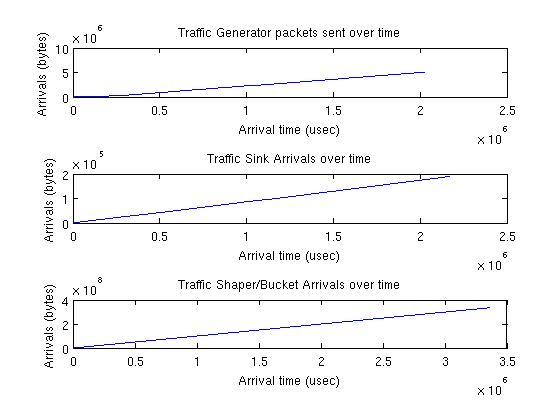 Traffic Generator packets sent over time
× 10^6
Arrivals (bytes)
10
5
0
0 0.5 1 1.5 2 2.5
Arrival time (usec)
× 10^6
Traffic Sink Arrivals over time
× 10^5
Arrivals (bytes)
2
1
0
0 0.5 1 1.5 2 2.5
Arrival time (usec)
× 10^6
Traffic Shaper/Bucket Arrivals over time
× 10^8
Arrivals (bytes)
4
2
0
0 0.5 1 1.5 2 2.5 3 3.5
Arrival time (usec)
× 10^6